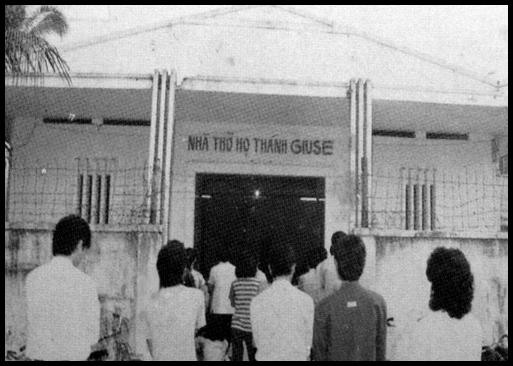 NHÀ THỜ HỌ THÁNH GIUSE